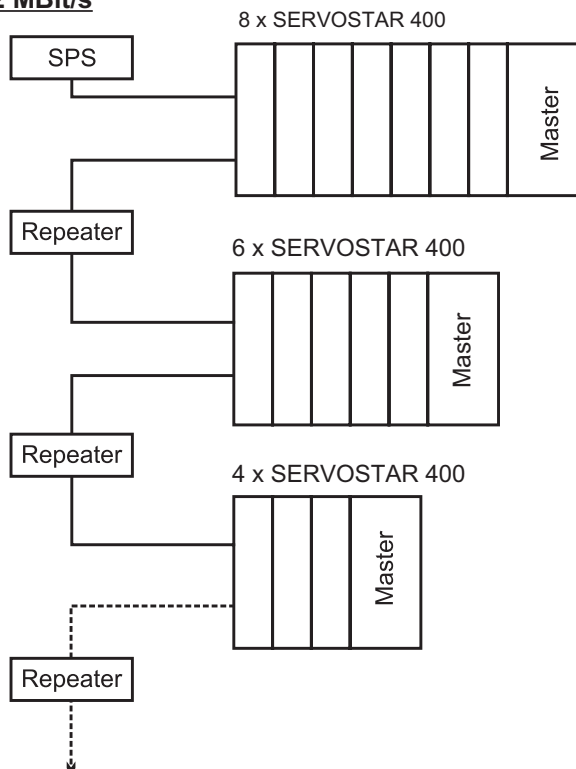 MBit/s
8 x SERVOSTAR 400
SPS
Master
Repeater
6 x SERVOSTAR 400
Master
Repeater
4 x SERVOSTAR 400
Master
Repeater